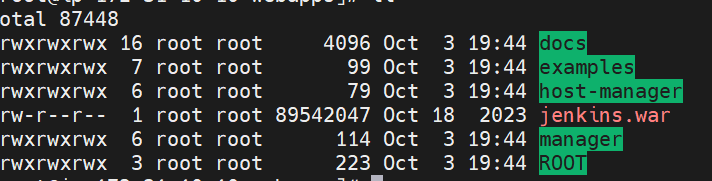 otal 87448
rwxrwxrwx 16 root root     4096 Oct  3 19:44 docs
rwxrwxrwx  7 root root       99 Oct  3 19:44 examples
rwxrwxrwx  6 root root       79 Oct  3 19:44 host-manager
rw-r--r--  1 root root 89542047 Oct 18  2023 jenkins.war
rwxrwxrwx  6 root root      114 Oct  3 19:44 manager
rwxrwxrwx  3 root root      223 Oct  3 19:44 ROOT